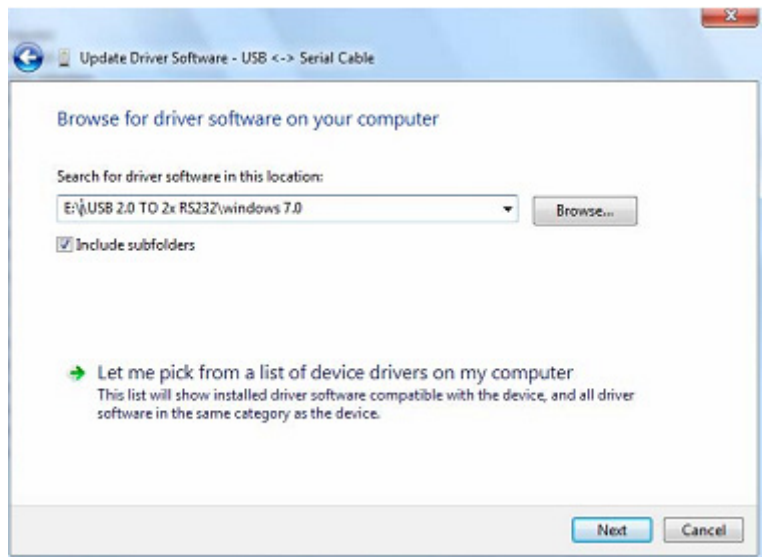 Update Driver Software - USB <-> Serial Cable
Browse for driver software on your computer
Search for driver software in this location:
E:\USB 2.0 TO 2x RS232\windows 7.0
Browse...
Include subfolders
Let me pick from a list of device drivers on my computer
This list will show installed driver software compatible with the device, and all driver
software in the same category as the device.
Next
Cancel